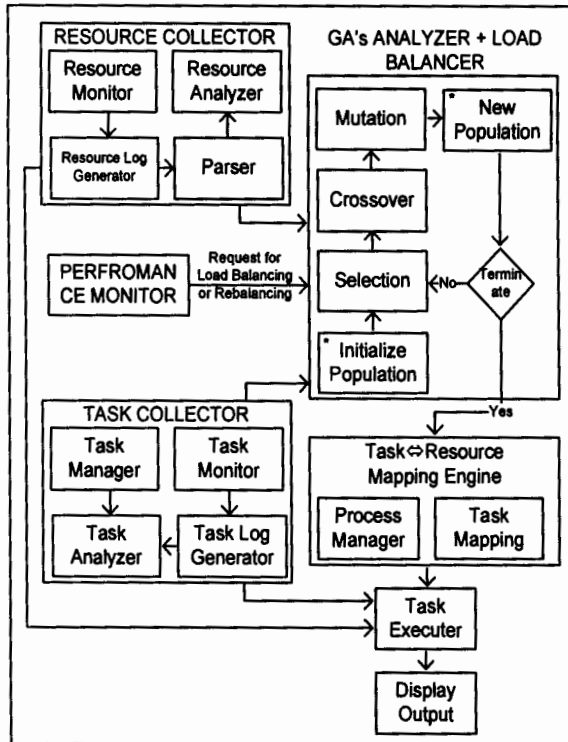 RESOURCE COLLECTOR
Resource
Monitor
Resource
Analyzer
Resource Log
Generator
Parser
GA's ANALYZER + LOAD
BALANCER
Mutation
* New
Population
Crossover
Selection
No
Termin
ate
* Initialize
Population
PERFROMAN
CE MONITOR
Request for
Load Balancing
or Rebalancing
TASK COLLECTOR
Task
Manager
Task
Monitor
Task
Analyzer
Task Log
Generator
Yes
Task⇔Resource
Mapping Engine
Process
Manager
Task
Mapping
Task
Executer
Display
Output